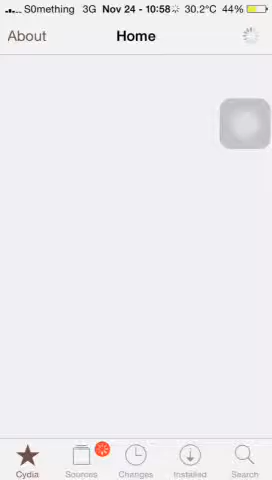 S0mething 3G Nov 24 - 10:58 30.2°C 44%
About Home
Cydia Sources Changes Installed Search